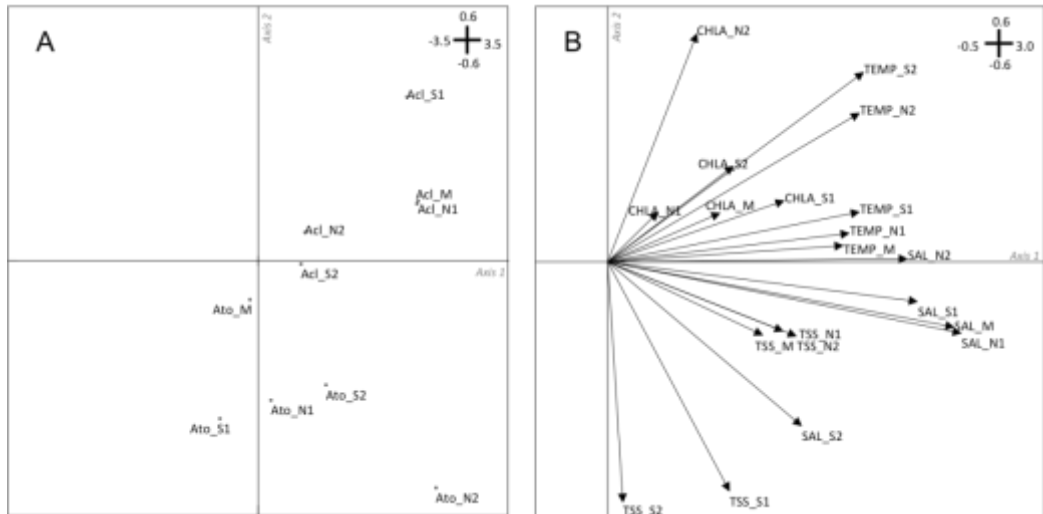 A
Axis 2
0.6
-3.5 3.5
-0.6
Acl_S1
Acl_M
Acl_N1
Acl_N2
Axis 1
Acl_S2
Ato_M
Ato_S2
Ato_N1
Ato_S1
Ato_N2
B
Axis 2
0.6
-0.5 3.0
-0.6
CHLA_N2
TEMP_S2
TEMP_N2
CHLA_S2
CHLA_S1
CHLA_N1
CHLA_M
TEMP_S1
TEMP_N1
TEMP_M
SAL_N2
Axis 1
SAL_S1
SAL_M
SAL_N1
TSS_N1
TSS_M TSS_N2
SAL_S2
TSS_S1
TSS_S2